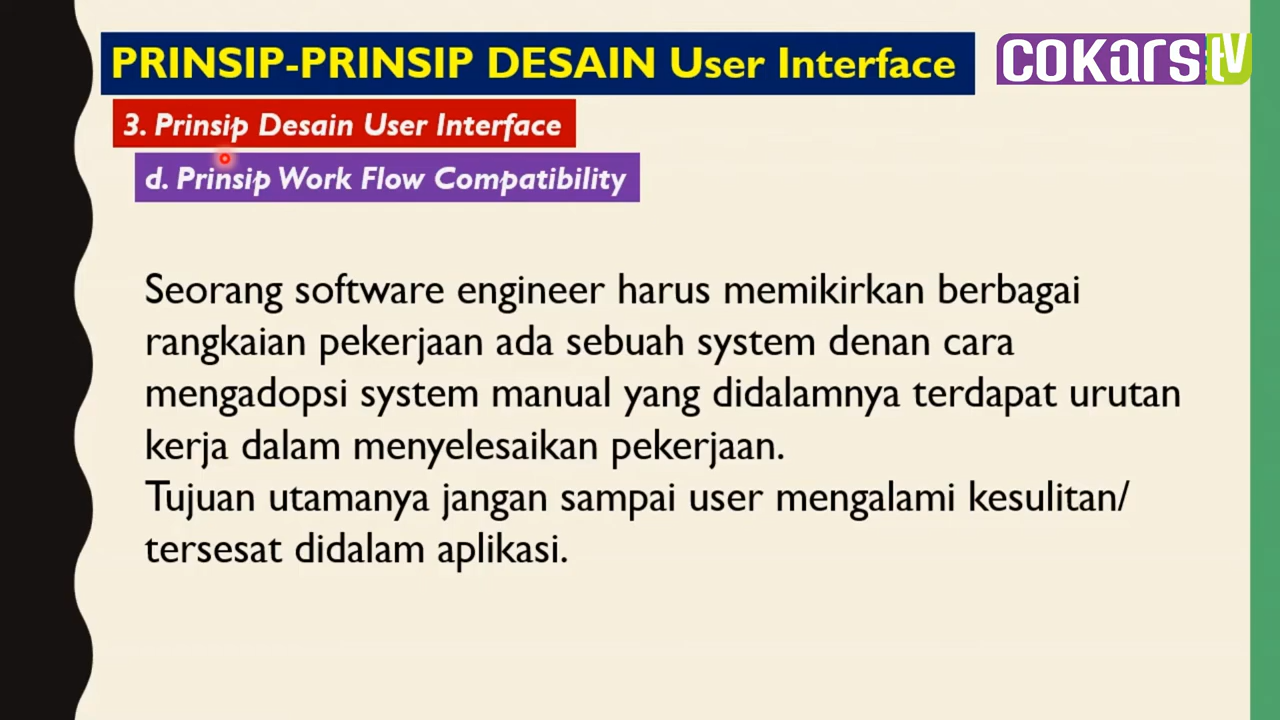 PRINSIP-PRINSIP DESAIN User Interface
cokarstv
3. Prinsip Desain User Interface
d. Prinsip Work Flow Compatibility
Seorang software engineer harus memikirkan berbagai
rangkaian pekerjaan ada sebuah system denan cara
mengadopsi system manual yang didalamnya terdapat urutan
kerja dalam menyelesaikan pekerjaan.
Tujuan utamanya jangan sampai user mengalami kesulitan/
tersesat didalam aplikasi.